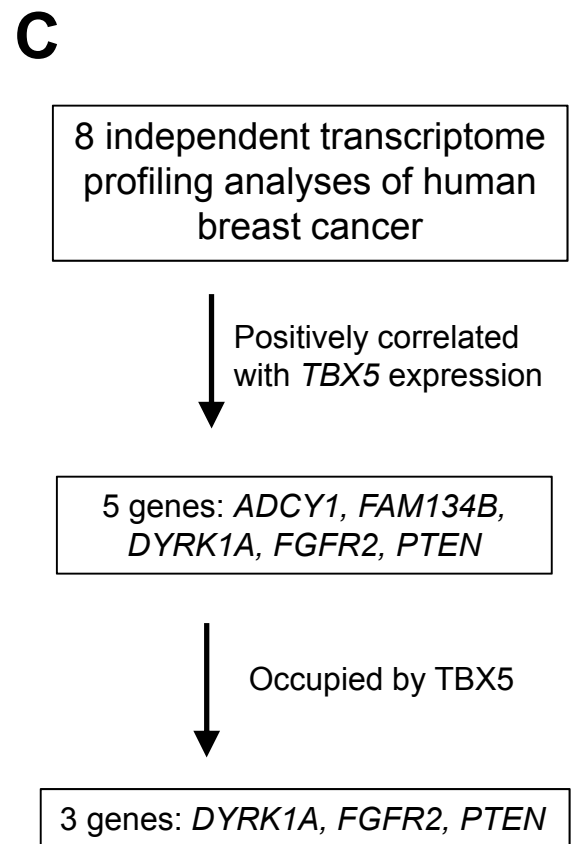 C
8 independent transcriptome
profiling analyses of human
breast cancer
Positively correlated
with TBX5 expression
5 genes: ADCY1, FAM134B,
DYRK1A, FGFR2, PTEN
Occupied by TBX5
3 genes: DYRK1A, FGFR2, PTEN